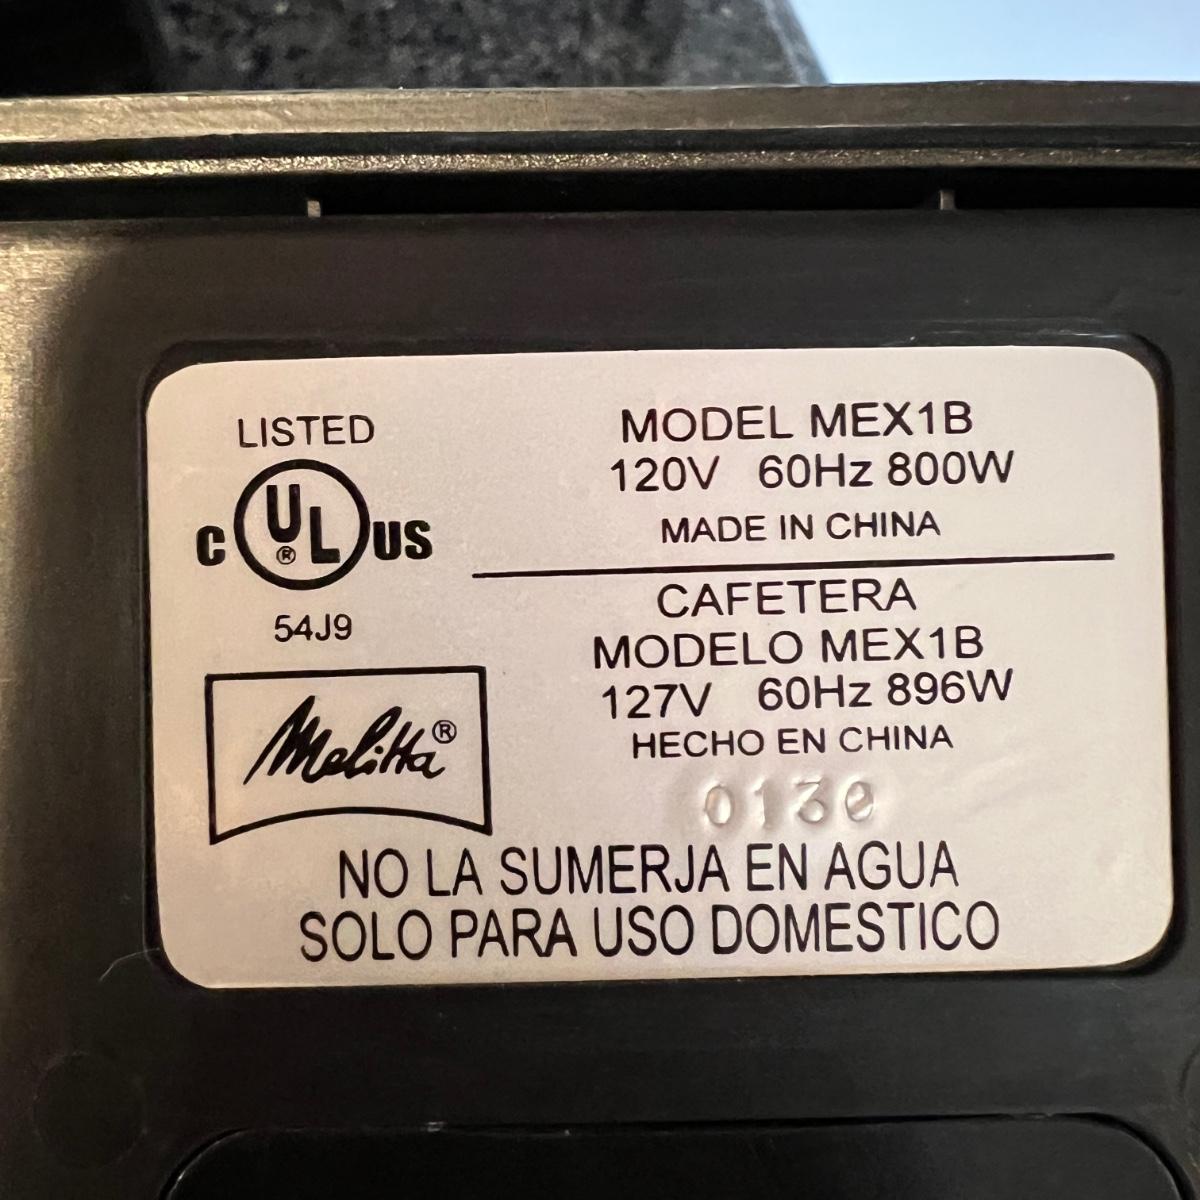 LISTED
C UL® US
54J9
Melitta®
MODEL MEX1B
120V 60Hz 800W
MADE IN CHINA
CAFETERA
MODELO MEX1B
127V 60Hz 896W
HECHO EN CHINA
0130
NO LA SUMERJA EN AGUA
SOLO PARA USO DOMESTICO